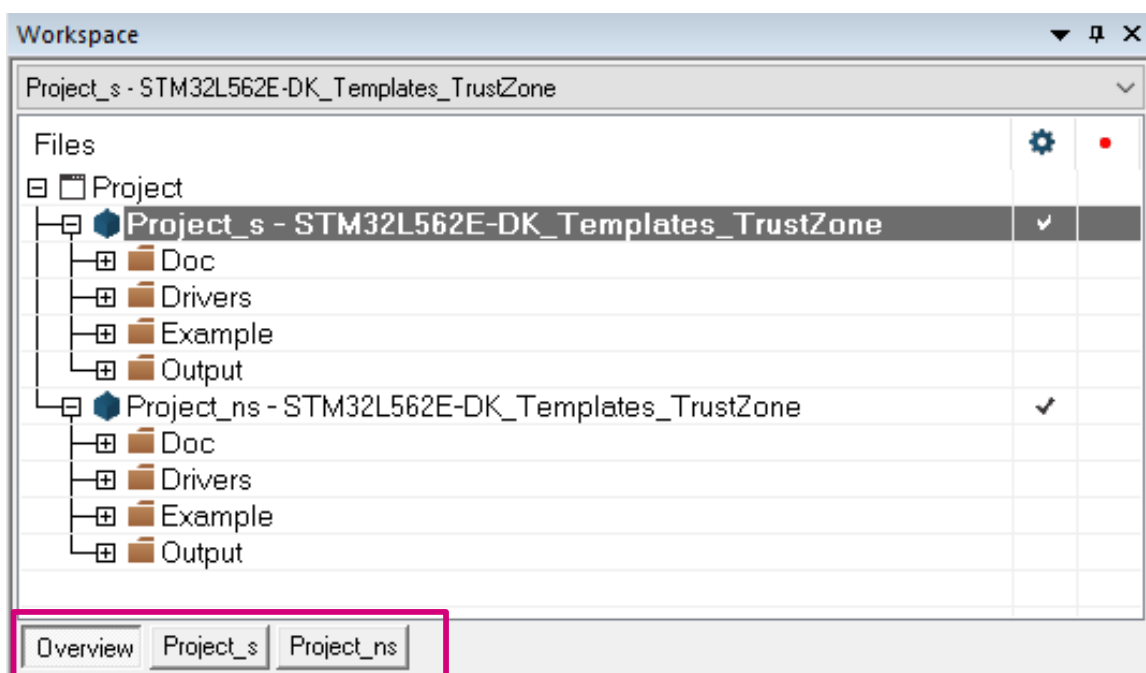 Workspace
Project_s - STM32L562E-DK_Templates_TrustZone
Files
Project
Project_s - STM32L562E-DK_Templates_TrustZone
Doc
Drivers
Example
Output
Project_ns - STM32L562E-DK_Templates_TrustZone
Doc
Drivers
Example
Output
Overview Project_s Project_ns